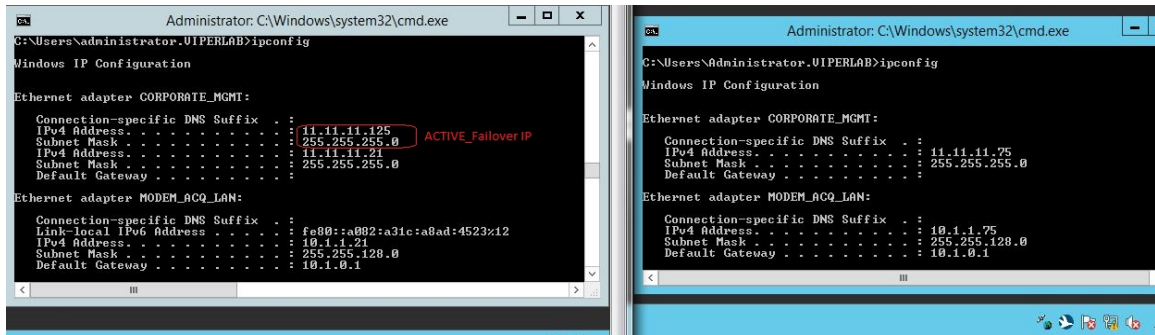 Administrator: C:\Windows\system32\cmd.exe
C:\Users\administrator.VIPERLAB>ipconfig
Windows IP Configuration
Ethernet adapter CORPORATE_MGMT:
Connection-specific DNS Suffix . :
IPv4 Address. . . . . . . . . . . : 11.11.11.125
Subnet Mask . . . . . . . . . . . : 255.255.255.0
ACTIVE_Failover IP
IPv4 Address. . . . . . . . . . . : 11.11.11.21
Subnet Mask . . . . . . . . . . . : 255.255.255.0
Default Gateway . . . . . . . . . :
Ethernet adapter MODEM_ACQ_LAN:
Connection-specific DNS Suffix . :
Link-local IPv6 Address . . . . . : fe80::a082:a31c:a8ad:4523%12
IPv4 Address. . . . . . . . . . . : 10.1.1.21
Subnet Mask . . . . . . . . . . . : 255.255.128.0
Default Gateway . . . . . . . . . : 10.1.0.1
Administrator: C:\Windows\system32\cmd.exe
C:\Users\Administrator.VIPERLAB>ipconfig
Windows IP Configuration
Ethernet adapter CORPORATE_MGMT:
Connection-specific DNS Suffix . :
IPv4 Address. . . . . . . . . . . : 11.11.11.75
Subnet Mask . . . . . . . . . . . : 255.255.255.0
Default Gateway . . . . . . . . . :
Ethernet adapter MODEM_ACQ_LAN:
Connection-specific DNS Suffix . :
IPv4 Address. . . . . . . . . . . : 10.1.1.75
Subnet Mask . . . . . . . . . . . : 255.255.128.0
Default Gateway . . . . . . . . . : 10.1.0.1